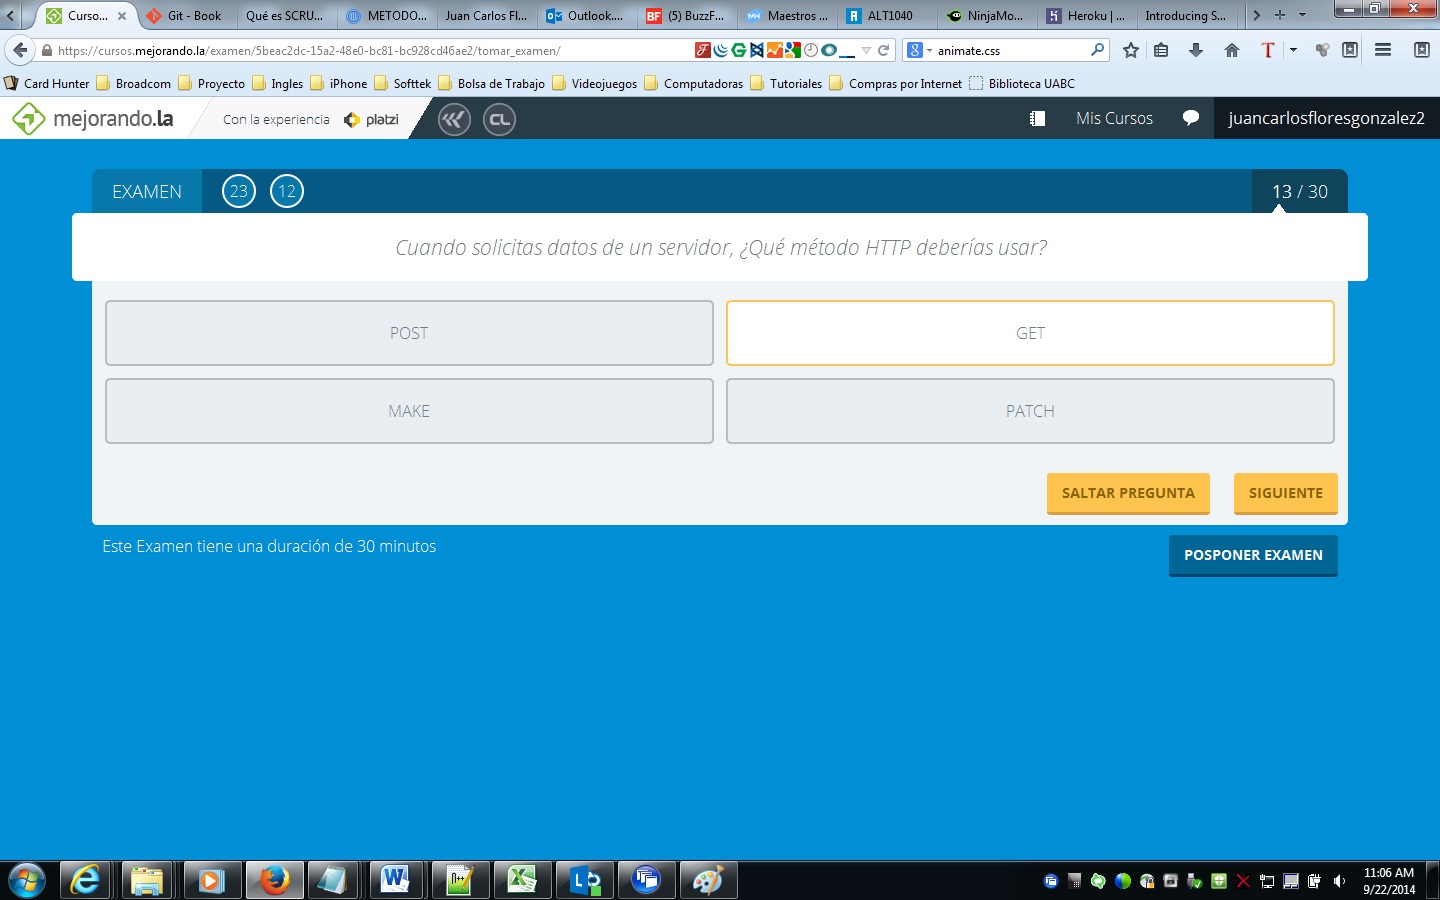 Curso...
Git - Book
Qué es SCRU...
METODO...
Juan Carlos Fl...
Outlook....
(5) BuzzF...
Maestros ...
ALT1040
NinjaMo...
Heroku | ...
Introducing S...
https://cursos.mejorando.la/examen/5beac2dc-15a2-48e0-bc81-bc928cd46ae2/tomar_examen/
animate.css
Card Hunter
Broadcom
Proyecto
Ingles
iPhone
Softtek
Bolsa de Trabajo
Videojuegos
Computadoras
Tutoriales
Compras por Internet
Biblioteca UABC
mejorando.la
Con la experiencia
platzi
CL
Mis Cursos
juancarlosfloresgonzalez2
EXAMEN
23
12
13 / 30
Cuando solicitas datos de un servidor, ¿Qué método HTTP deberías usar?
POST
GET
MAKE
PATCH
SALTAR PREGUNTA
SIGUIENTE
Este Examen tiene una duración de 30 minutos
POSPONER EXAMEN
11:06 AM
9/22/2014